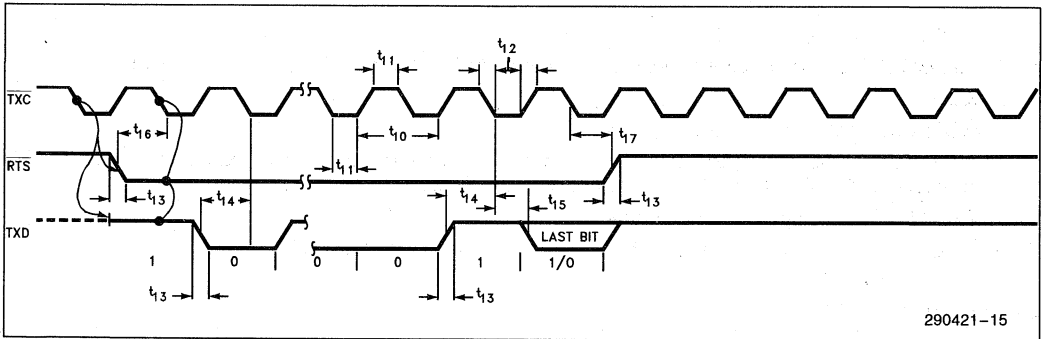 t12
t11
TXC
t16
t10
t17
RTS
t11
t13
t14
t14
t15
t13
TXD
LAST BIT
1 0 0 0 1 1/0
t13
t13
290421-15